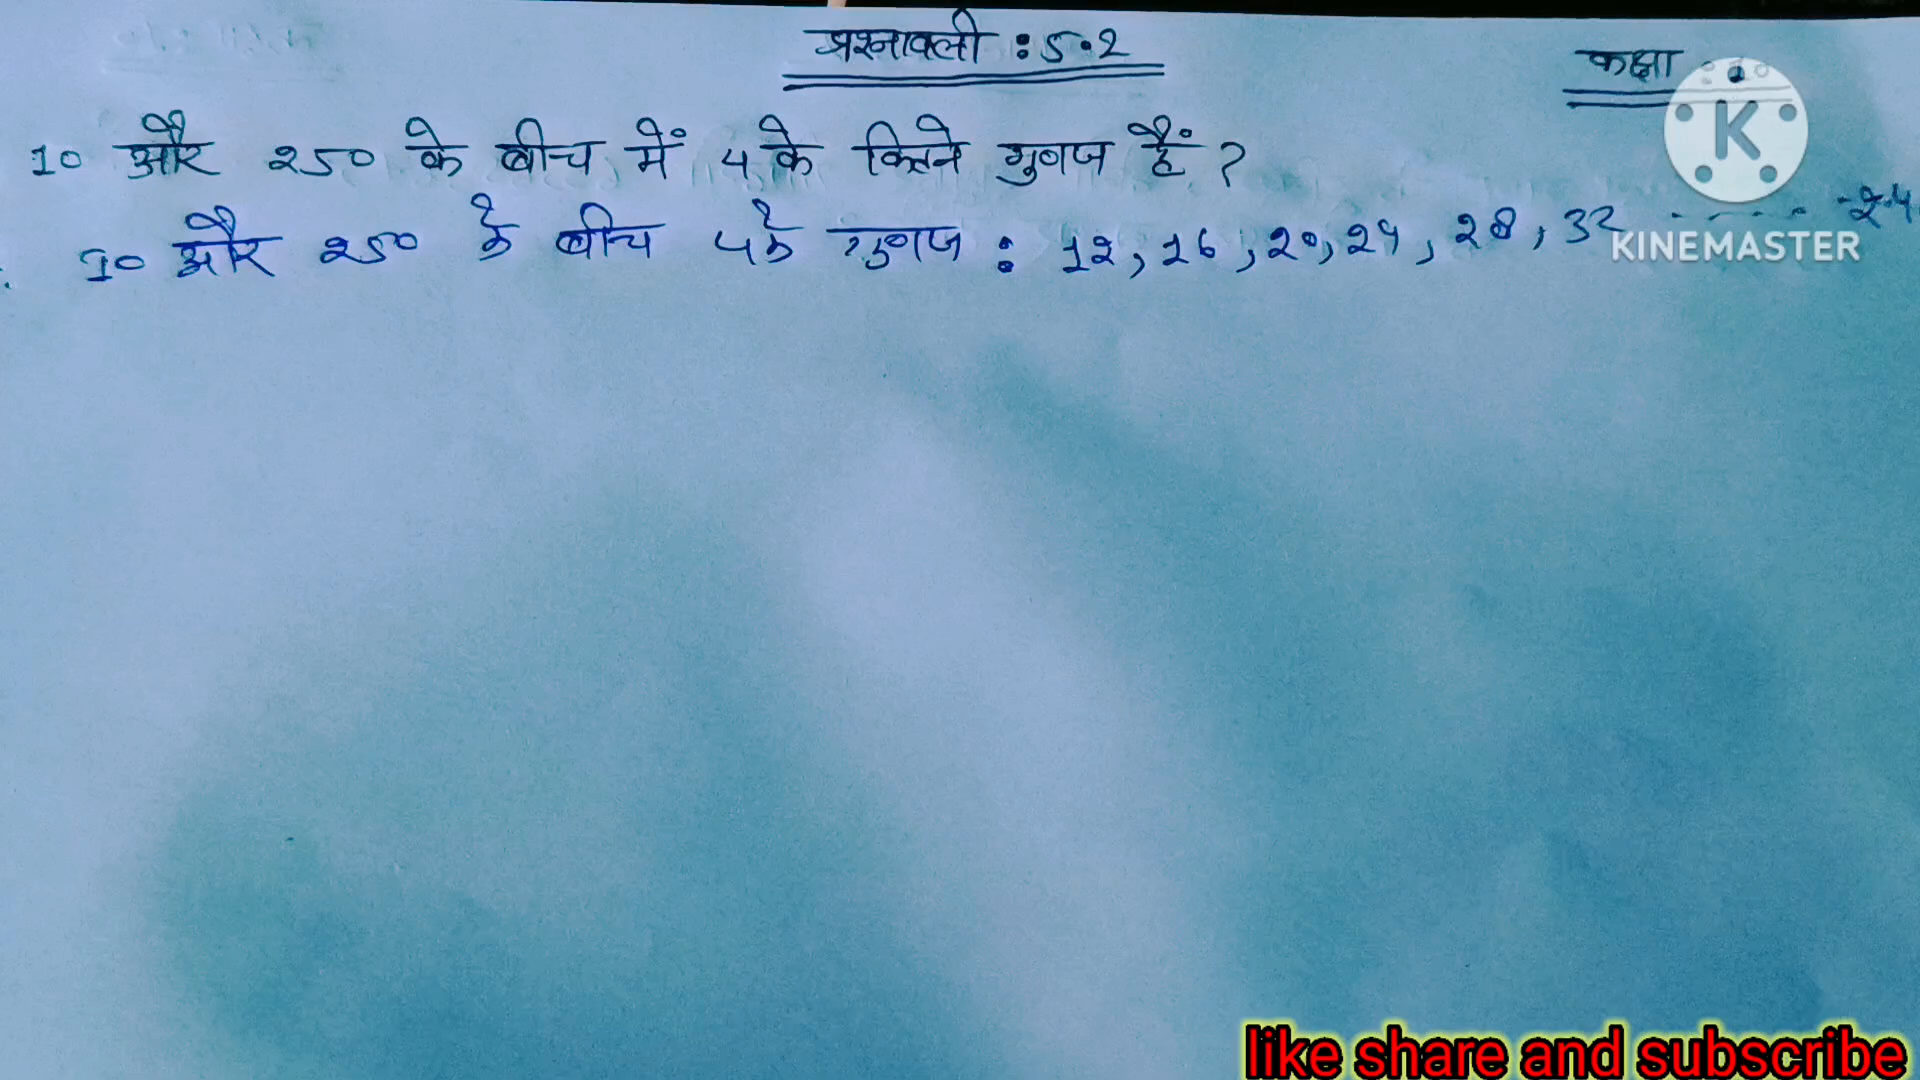 प्रश्नावली : 5.2
कक्षा
10 और 250 के बीच में 4 के कितने गुणज हैं ?
10 और 250 के बीच 4 के गुणज : 12, 16, 20, 24, 28, 32
K
KINEMASTER
like share and subscribe